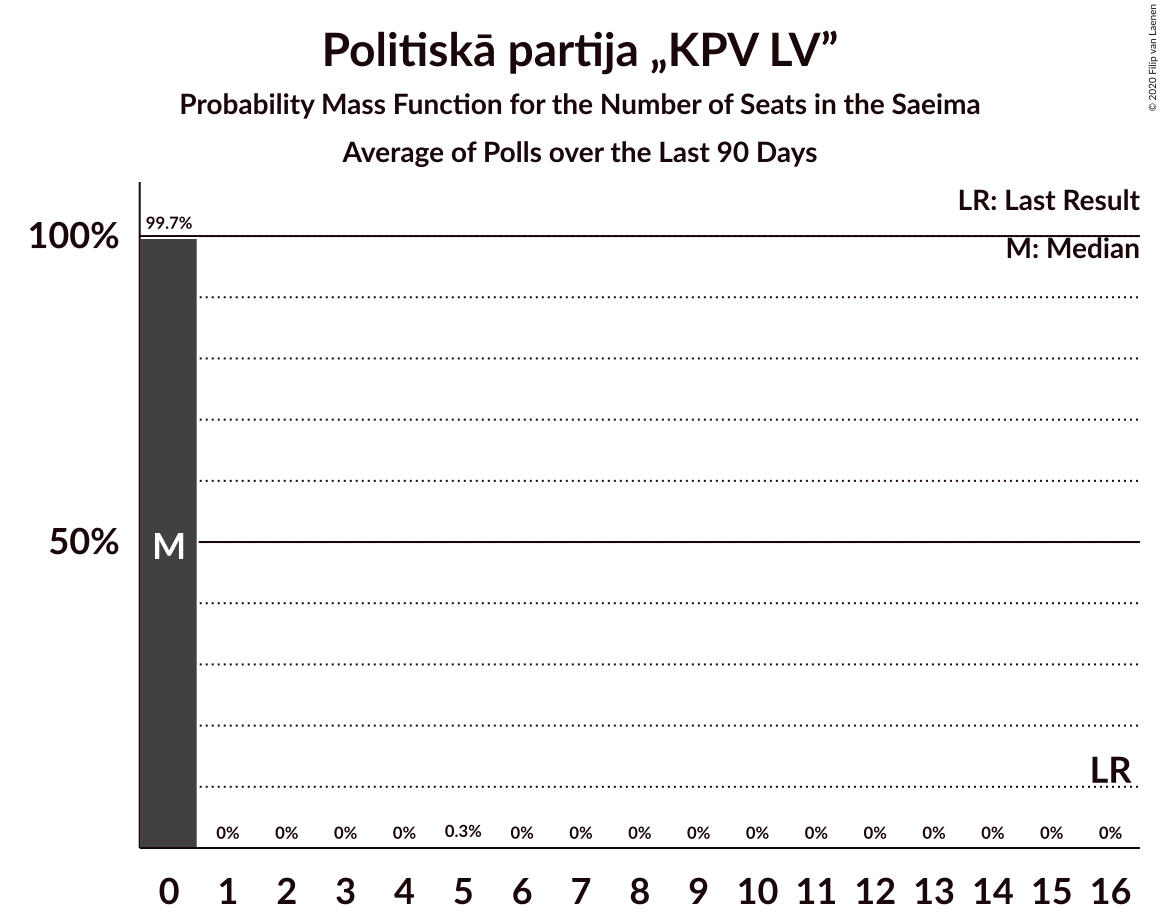 Politiskā partija „KPV LV”
Probability Mass Function for the Number of Seats in the Saeima
Average of Polls over the Last 90 Days
© 2020 Filip van Laenen
LR: Last Result
M: Median
99.7%
100%
50%
M
LR
0% 0% 0% 0% 0.3% 0% 0% 0% 0% 0% 0% 0% 0% 0% 0% 0%
0 1 2 3 4 5 6 7 8 9 10 11 12 13 14 15 16